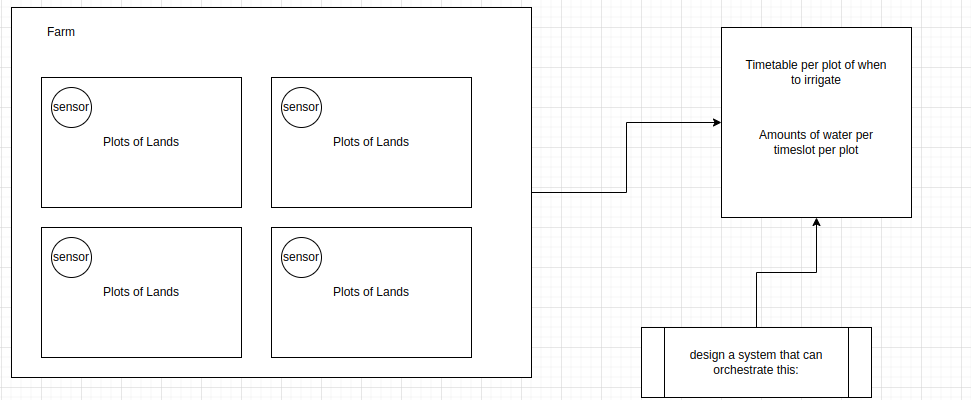 Farm
sensor
Plots of Lands
sensor
Plots of Lands
sensor
Plots of Lands
sensor
Plots of Lands
Timetable per plot of when
to irrigate
Amounts of water per
timeslot per plot
design a system that can
orchestrate this: